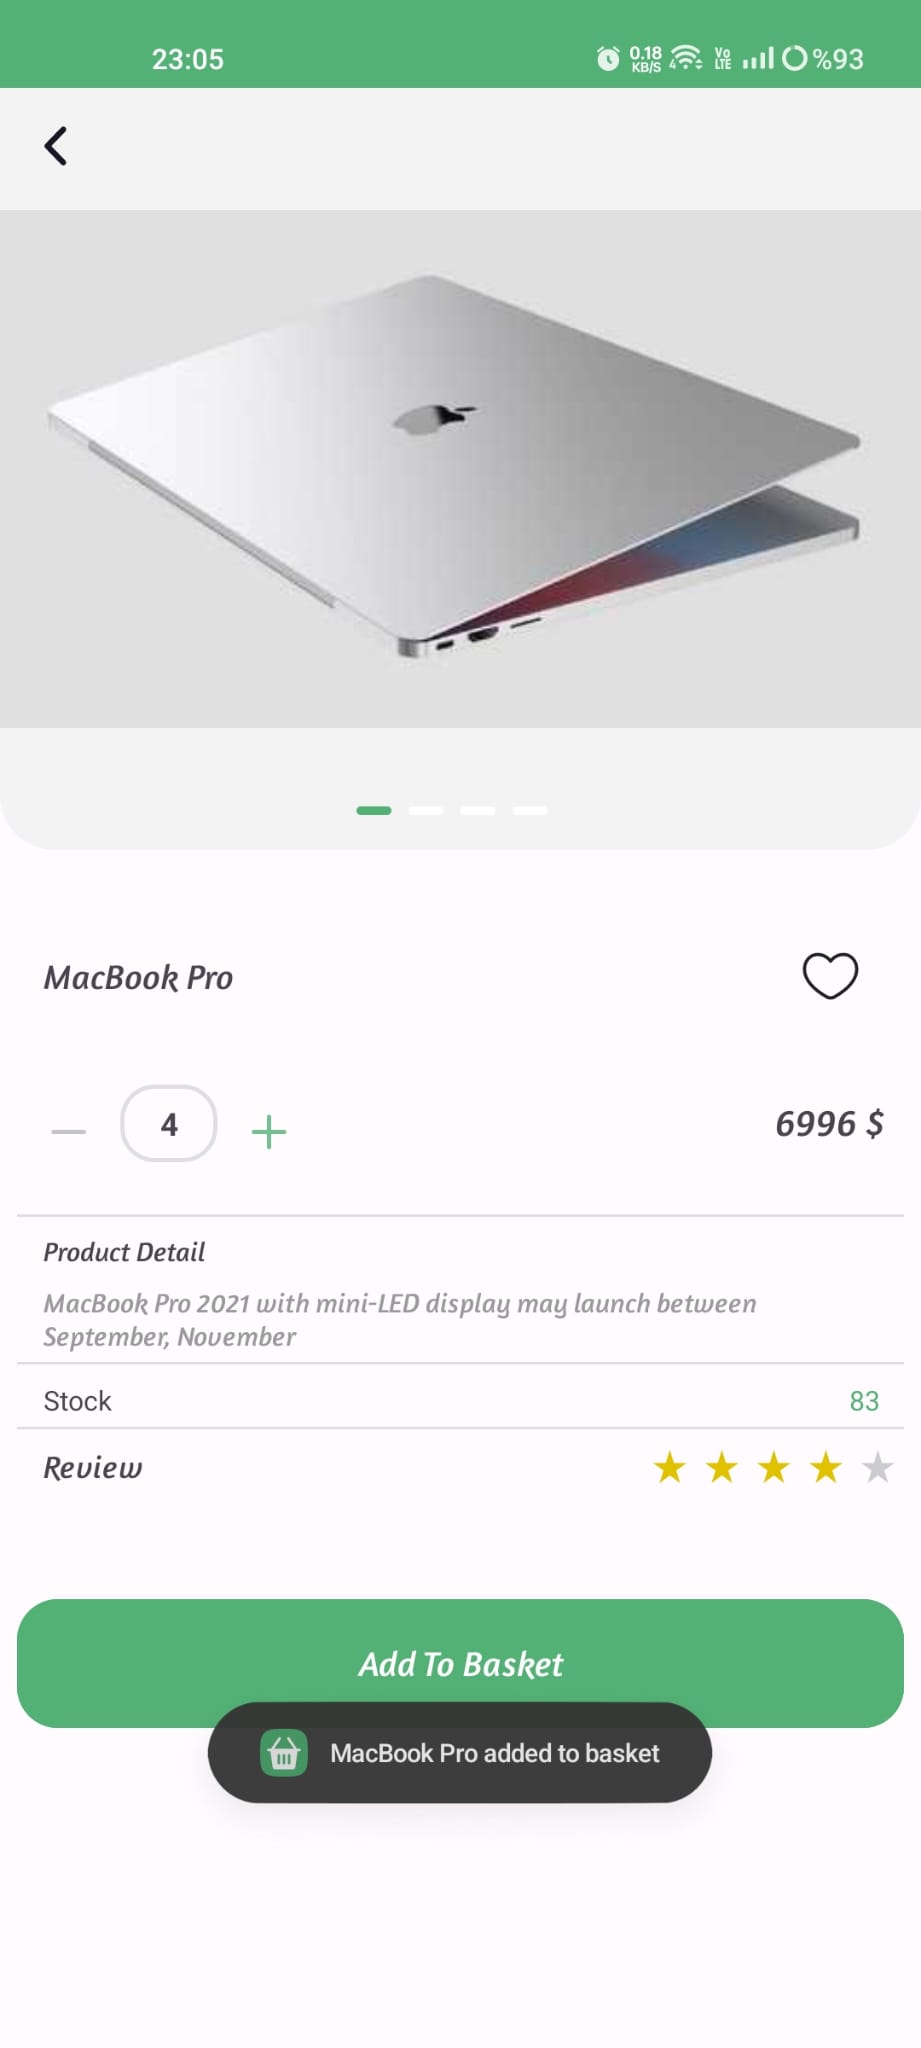 23:05
0.18
KB/S
4
Vo
LTE
%93
MacBook Pro
4
6996 $
Product Detail
MacBook Pro 2021 with mini-LED display may launch between
September, November
Stock
83
Review
Add To Basket
MacBook Pro added to basket